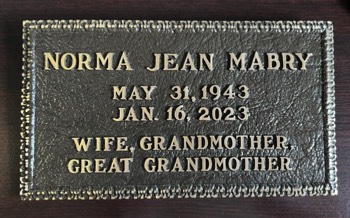 NORMA JEAN MABRY
MAY 31, 1943
JAN. 16, 2023
WIFE, GRANDMOTHER,
GREAT GRANDMOTHER